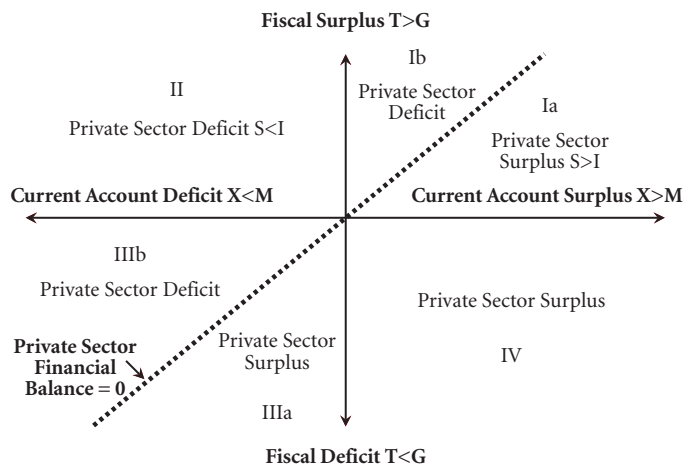 Fiscal Surplus T>G
Ib
II
Private Sector
Deficit
Ia
Private Sector Deficit S<I
Private Sector
Surplus S>I
Current Account Deficit X<M
Current Account Surplus X>M
IIIb
Private Sector Deficit
Private Sector Surplus
Private Sector
Surplus
Private Sector
Financial
Balance = 0
IV
IIIa
Fiscal Deficit T<G